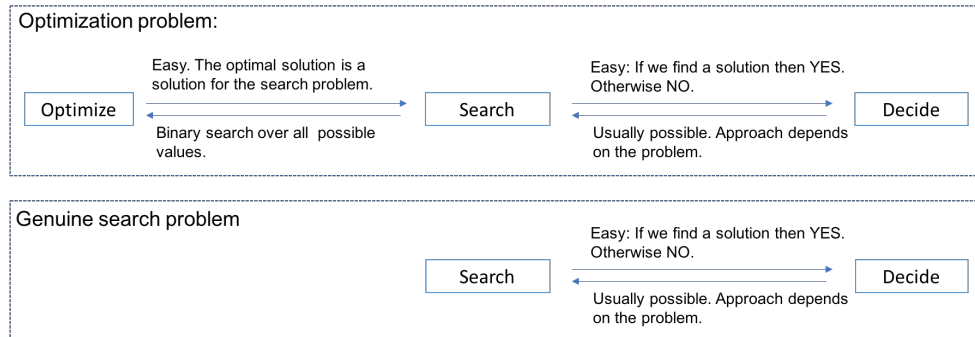 Optimization problem:
Easy. The optimal solution is a
solution for the search problem.
Easy: If we find a solution then YES.
Otherwise NO.
Optimize
Search
Decide
Binary search over all possible
values.
Usually possible. Approach depends
on the problem.
Genuine search problem
Easy: If we find a solution then YES.
Otherwise NO.
Search
Decide
Usually possible. Approach depends
on the problem.